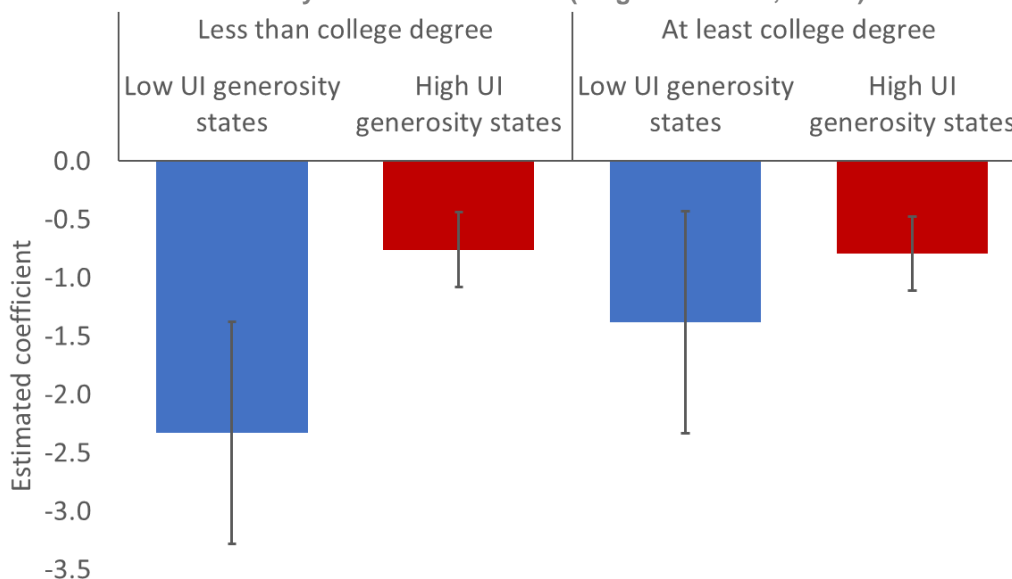 Less than college degree
At least college degree
Low UI generosity
states
High UI
generosity states
Low UI generosity
states
High UI
generosity states
0.0
-0.5
-1.0
-1.5
-2.0
-2.5
-3.0
-3.5
Estimated coefficient